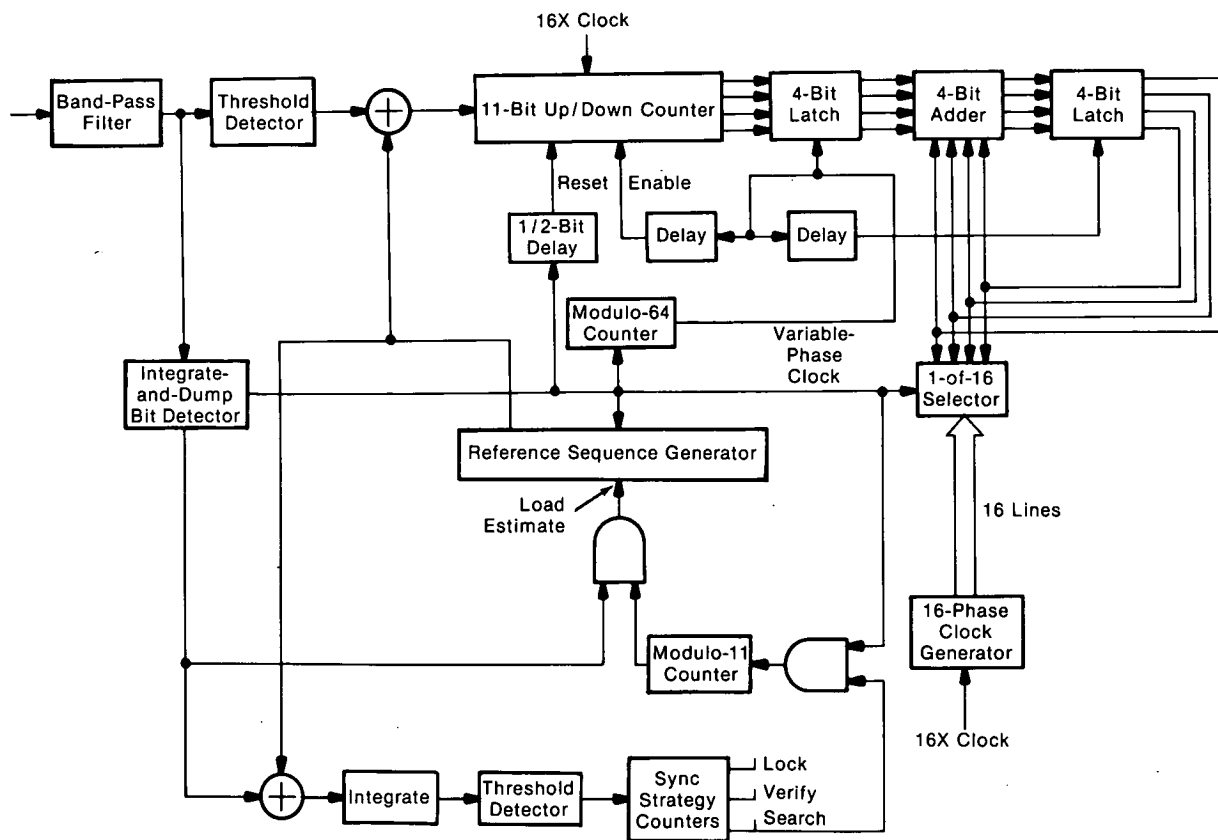 16X Clock
Band-Pass
Filter
Threshold
Detector
+
11-Bit Up/Down Counter
4-Bit
Latch
4-Bit
Adder
4-Bit
Latch
Reset
Enable
1/2-Bit
Delay
Delay
Delay
Modulo-64
Counter
Variable-
Phase
Clock
Integrate-
and-Dump
Bit Detector
1-of-16
Selector
Reference Sequence Generator
Load
Estimate
16 Lines
16-Phase
Clock
Generator
Modulo-11
Counter
16X Clock
+
Integrate
Threshold
Detector
Sync
Strategy
Counters
Lock
Verify
Search